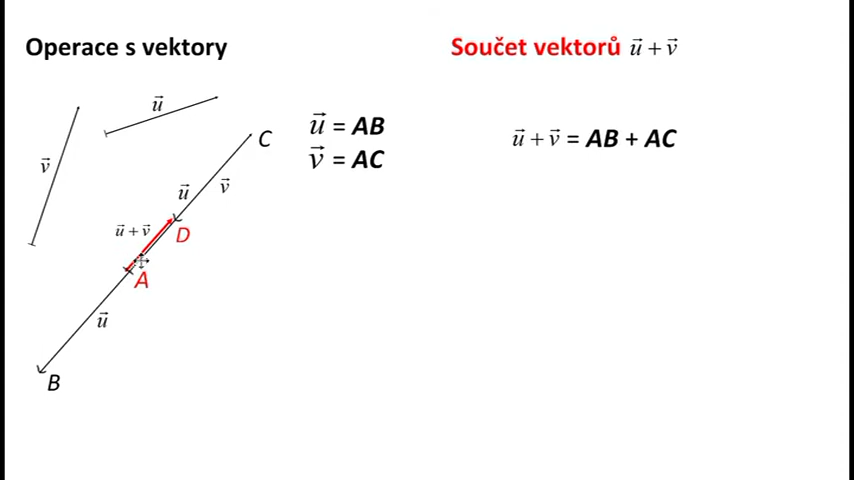 Operace s vektory
Součet vektorů u⃗ + v⃗
u⃗
v⃗
C
u⃗ = AB
v⃗ = AC
u⃗ + v⃗ = AB + AC
u⃗
v⃗
u⃗ + v⃗
D
A
u⃗
B